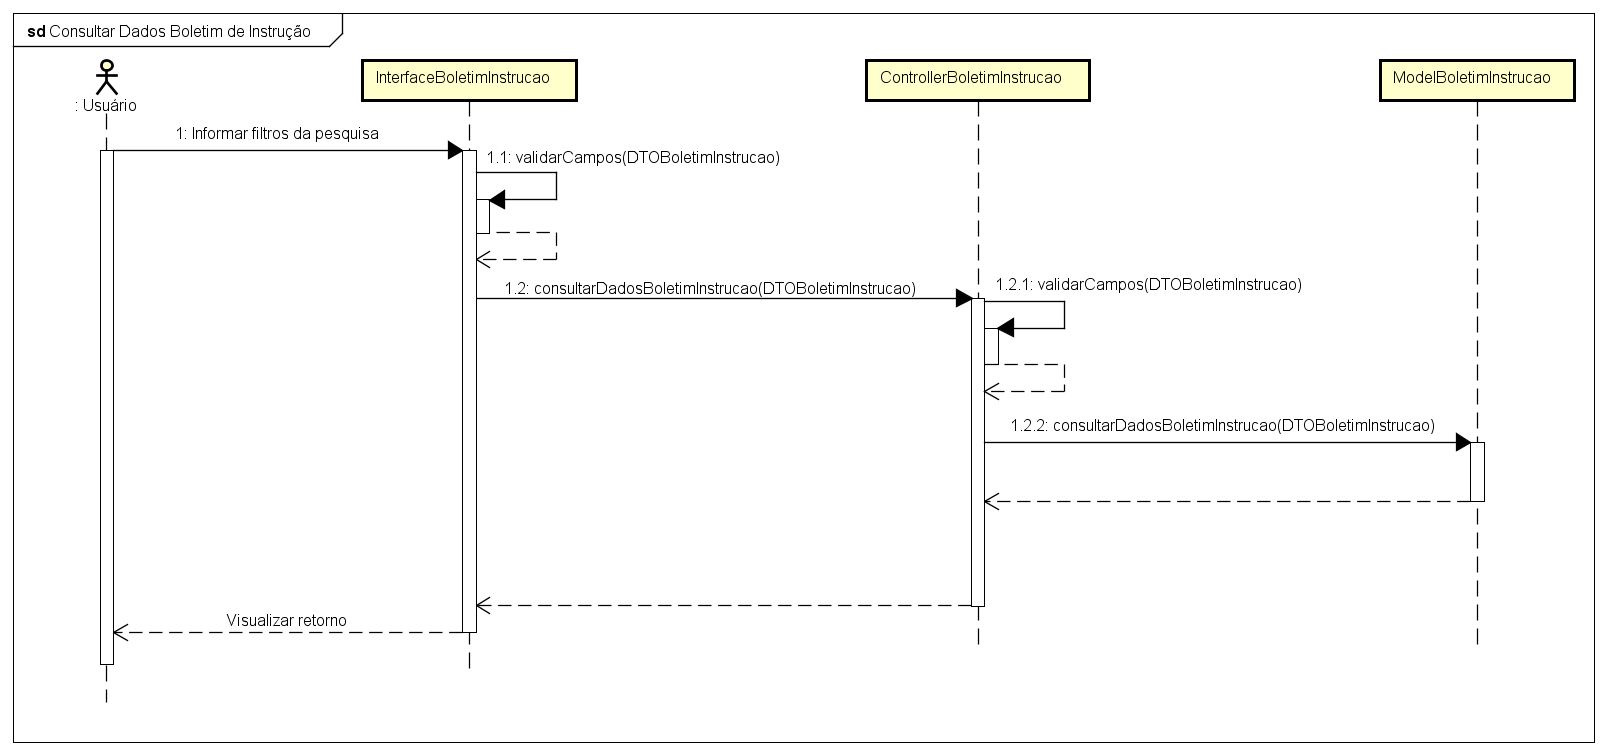 sd Consultar Dados Boletim de Instrução
: Usuário
InterfaceBoletimInstrucao
ControllerBoletimInstrucao
ModelBoletimInstrucao
1: Informar filtros da pesquisa
1.1: validarCampos(DTOBoletimInstrucao)
1.2: consultarDadosBoletimInstrucao(DTOBoletimInstrucao)
1.2.1: validarCampos(DTOBoletimInstrucao)
1.2.2: consultarDadosBoletimInstrucao(DTOBoletimInstrucao)
Visualizar retorno